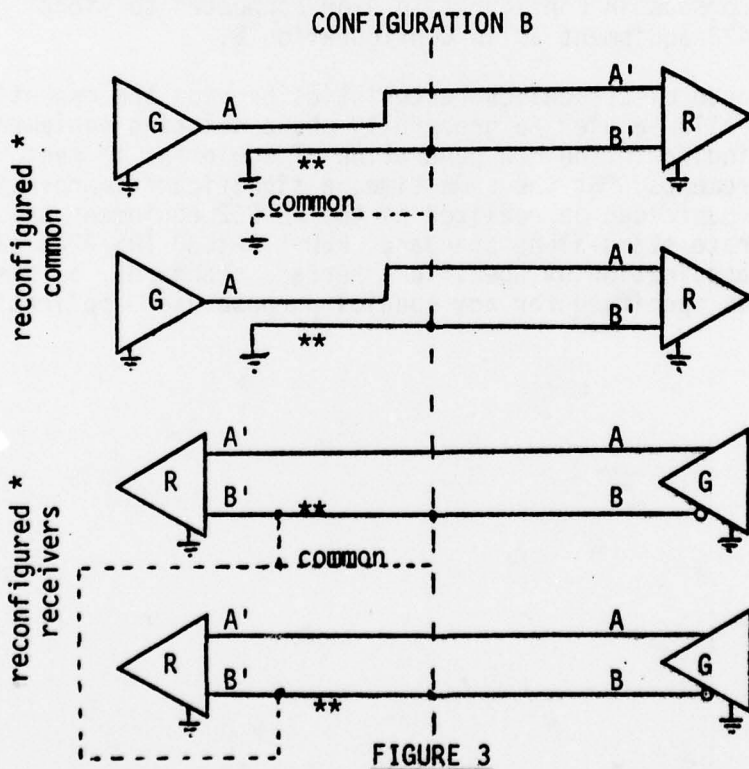 CONFIGURATION B
A A'
G R
** B'
common
reconfigured *
common
A A'
G R
** B'
A' A
R G
B' ** B
common
reconfigured *
receivers
A' A
R G
B' ** B
FIGURE 3